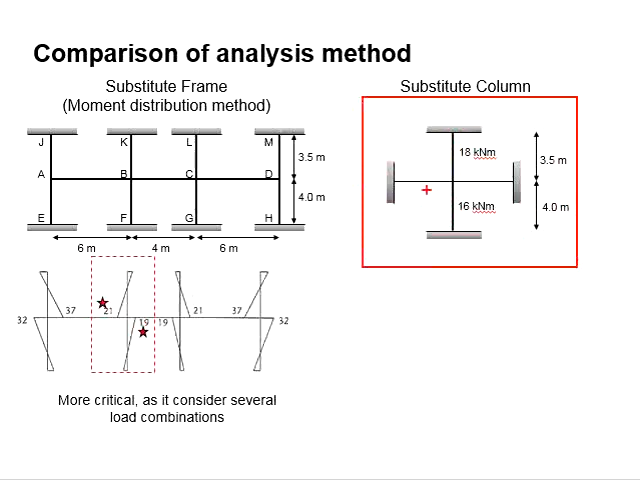 Comparison of analysis method
Substitute Frame
(Moment distribution method)
J K L M
3.5 m
A B C D
4.0 m
E F G H
6 m 4 m 6 m
37 21 21 37
32 19 19 32
More critical, as it consider several
load combinations
Substitute Column
18 kNm
3.5 m
+
16 kNm
4.0 m